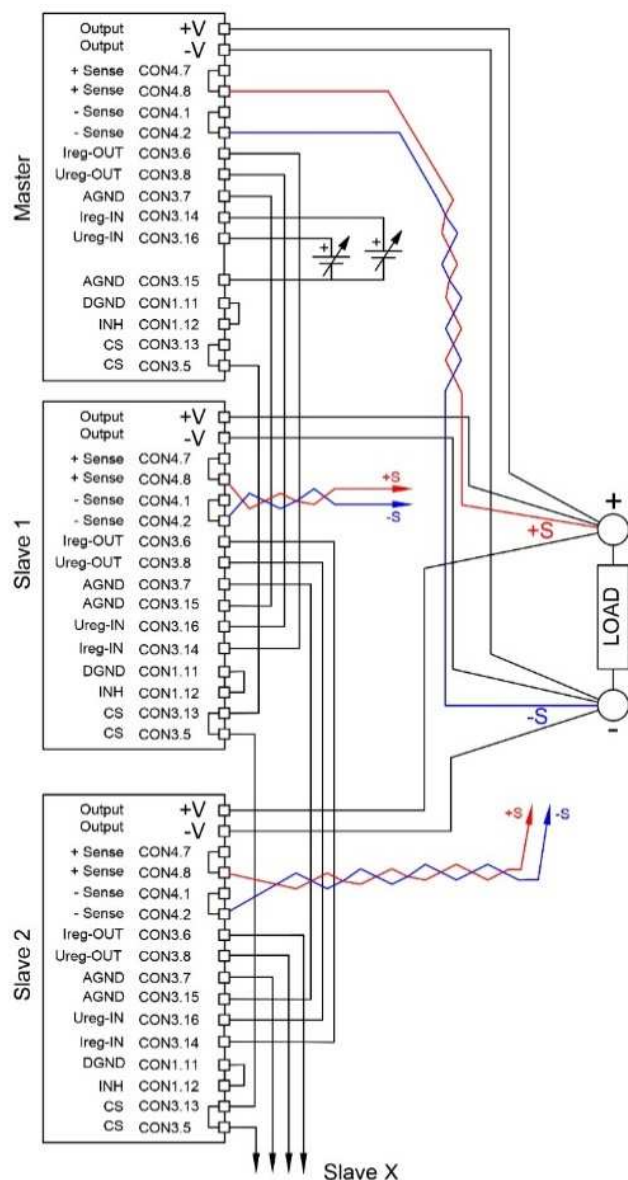 Master
Output +V
Output -V
+ Sense CON4.7
+ Sense CON4.8
- Sense CON4.1
- Sense CON4.2
Ireg-OUT CON3.6
Ureg-OUT CON3.8
AGND CON3.7
Ireg-IN CON3.14
Ureg-IN CON3.16
AGND CON3.15
DGND CON1.11
INH CON1.12
CS CON3.13
CS CON3.5
+
+
Slave 1
Output +V
Output -V
+ Sense CON4.7
+ Sense CON4.8
- Sense CON4.1
- Sense CON4.2
Ireg-OUT CON3.6
Ureg-OUT CON3.8
AGND CON3.7
AGND CON3.15
Ureg-IN CON3.16
Ireg-IN CON3.14
DGND CON1.11
INH CON1.12
CS CON3.13
CS CON3.5
+S
-S
+
+S
LOAD
-S
-
Slave 2
Output +V
Output -V
+ Sense CON4.7
+ Sense CON4.8
- Sense CON4.1
- Sense CON4.2
Ireg-OUT CON3.6
Ureg-OUT CON3.8
AGND CON3.7
AGND CON3.15
Ureg-IN CON3.16
Ireg-IN CON3.14
DGND CON1.11
INH CON1.12
CS CON3.13
CS CON3.5
+S
-S
Slave X